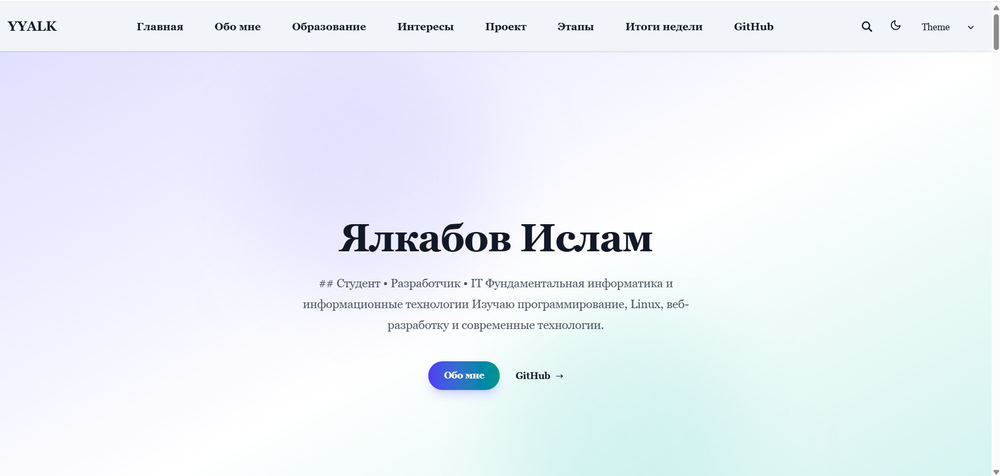 YYALK Главная Обо мне Образование Интересы Проект Этапы Итоги недели GitHub Theme
Ялкабов Ислам
## Студент • Разработчик • IT Фундаментальная информатика и
информационные технологии Изучаю программирование, Linux, веб-
разработку и современные технологии.
Обо мне GitHub →